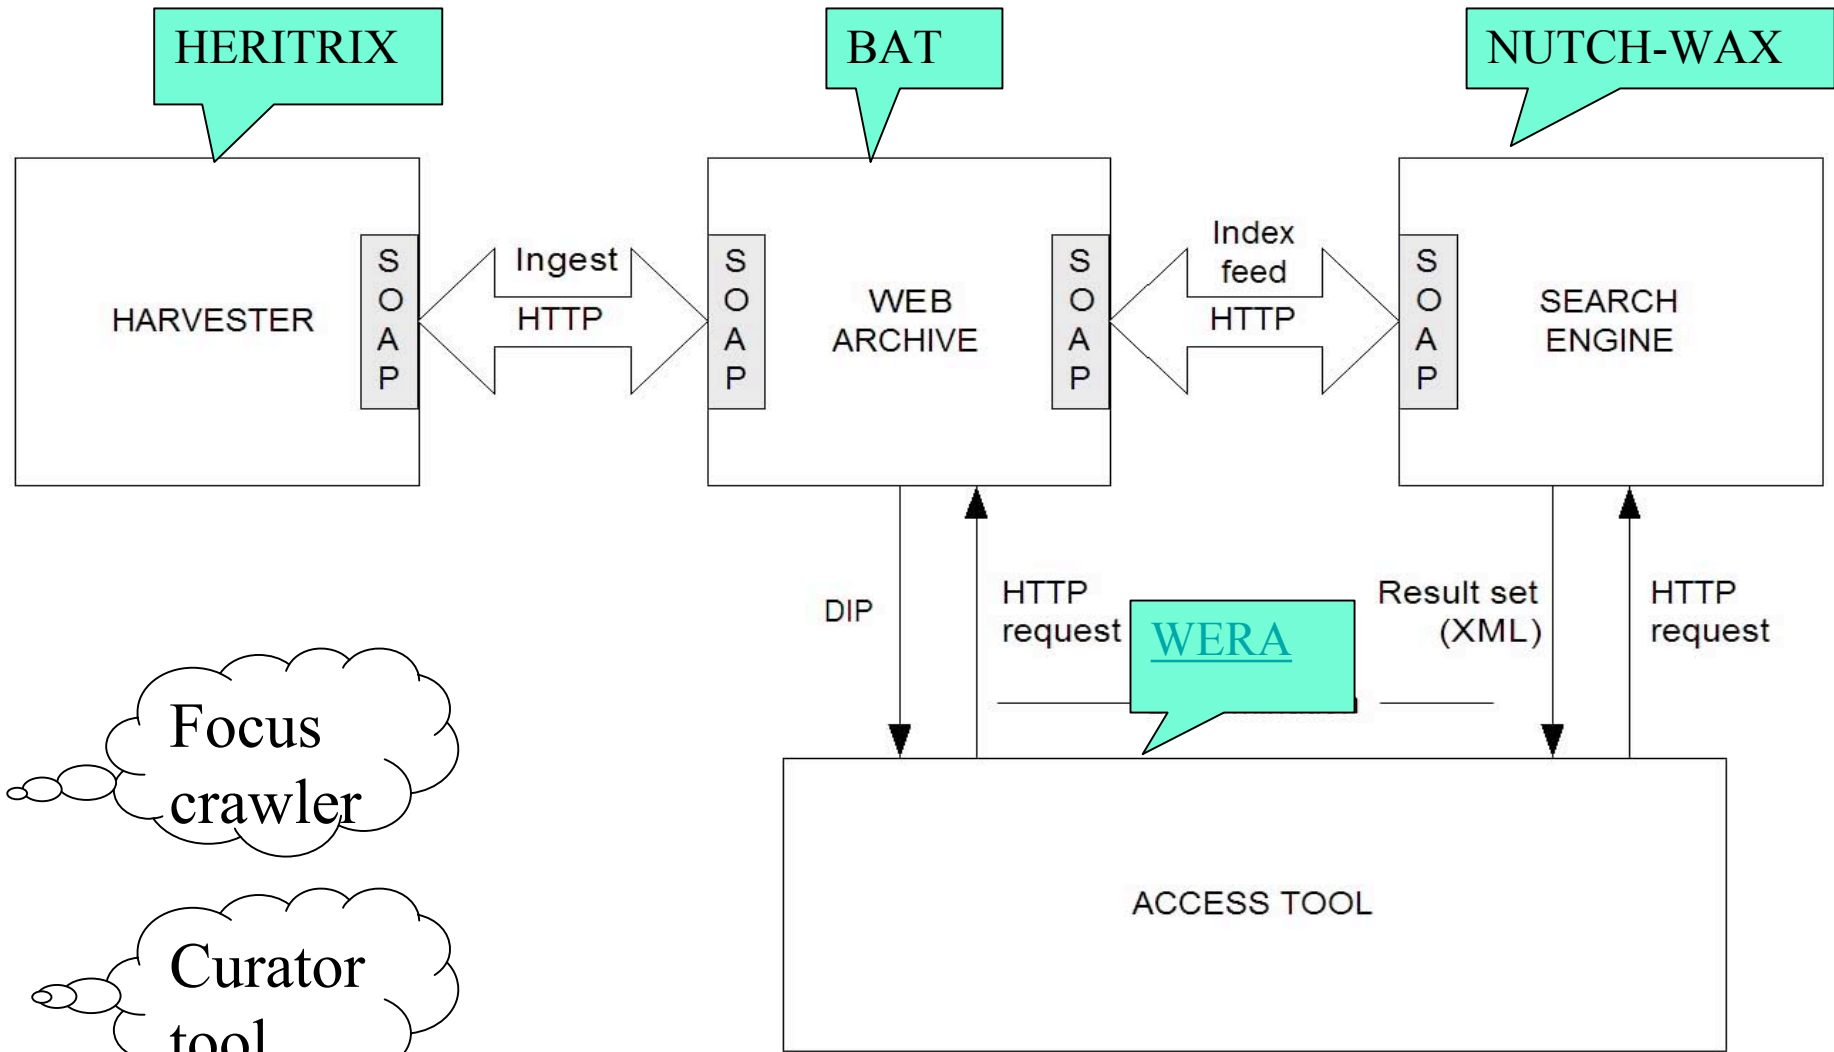 HERITRIX
BAT
NUTCH-WAX
HARVESTER
S
O
A
P
Ingest
HTTP
S
O
A
P
WEB
ARCHIVE
S
O
A
P
Index
feed
HTTP
S
O
A
P
SEARCH
ENGINE
DIP
HTTP
request
WERA
Result set
(XML)
HTTP
request
Focus
crawler
Curator
tool
ACCESS TOOL